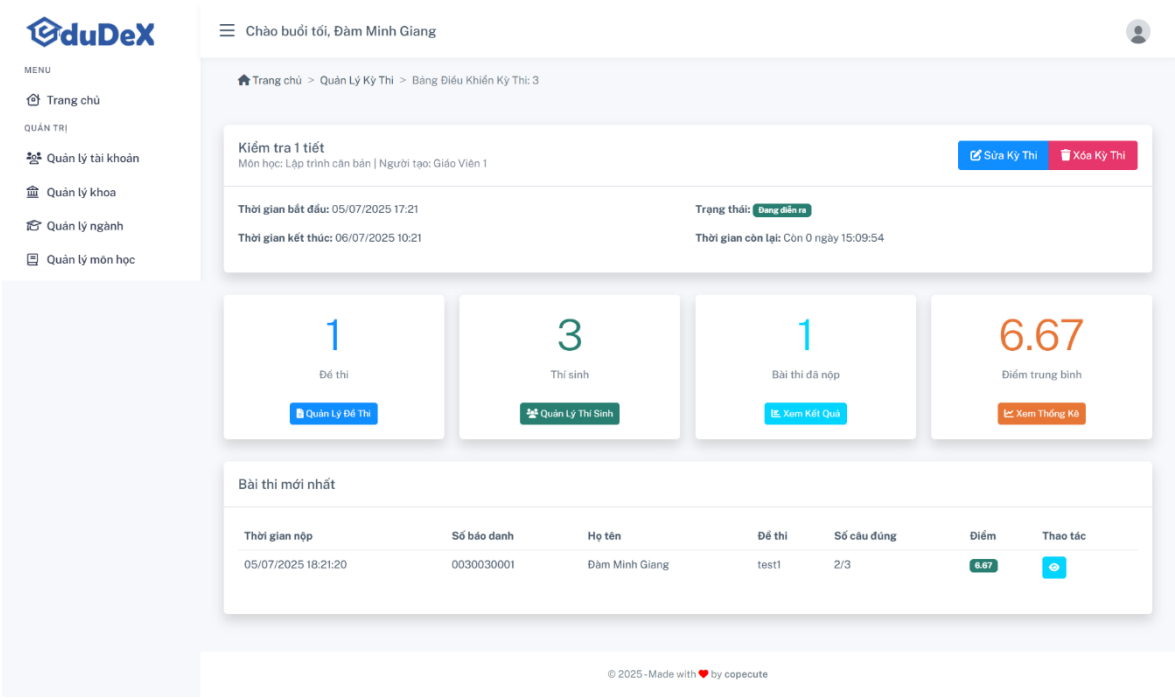 EduDeX
Chào buổi tối, Đàm Minh Giang
MENU
Trang chủ
QUẢN TRỊ
Quản lý tài khoản
Quản lý khoa
Quản lý ngành
Quản lý môn học
Trang chủ > Quản Lý Kỳ Thi > Bảng Điều Khiển Kỳ Thi: 3
Kiểm tra 1 tiết
Môn học: Lập trình căn bản | Người tạo: Giáo Viên 1
Sửa Kỳ Thi
Xóa Kỳ Thi
Thời gian bắt đầu: 05/07/2025 17:21
Trạng thái: Đang diễn ra
Thời gian kết thúc: 06/07/2025 10:21
Thời gian còn lại: Còn 0 ngày 15:09:54
1
Đề thi
Quản Lý Đề Thi
3
Thí sinh
Quản Lý Thí Sinh
1
Bài thi đã nộp
Xem Kết Quả
6.67
Điểm trung bình
Xem Thống Kê
Bài thi mới nhất
Thời gian nộp Số báo danh Họ tên Đề thi Số câu đúng Điểm Thao tác
05/07/2025 18:21:20 0030030001 Đàm Minh Giang test1 2/3 6.67
© 2025 - Made with ❤ by copecute